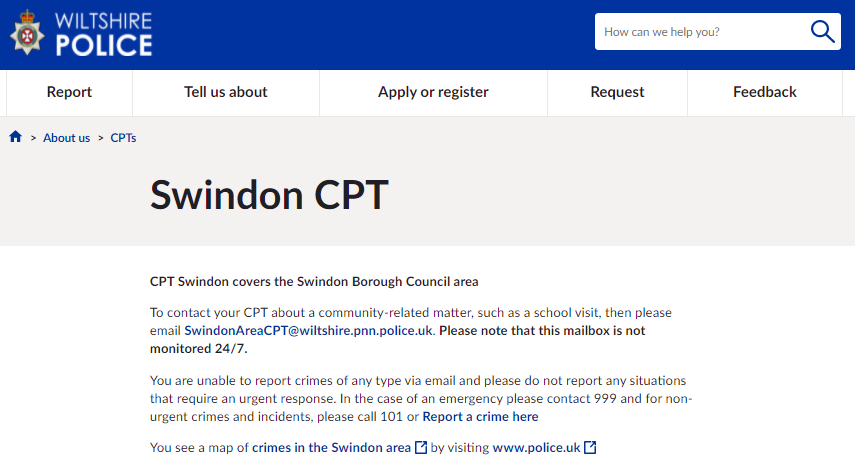 WILTSHIRE
POLICE
How can we help you?
Report
Tell us about
Apply or register
Request
Feedback
> About us > CPTs
Swindon CPT
CPT Swindon covers the Swindon Borough Council area
To contact your CPT about a community-related matter, such as a school visit, then please
email SwindonAreaCPT@wiltshire.pnn.police.uk. Please note that this mailbox is not
monitored 24/7.
You are unable to report crimes of any type via email and please do not report any situations
that require an urgent response. In the case of an emergency please contact 999 and for non-
urgent crimes and incidents, please call 101 or Report a crime here
You see a map of crimes in the Swindon area by visiting www.police.uk